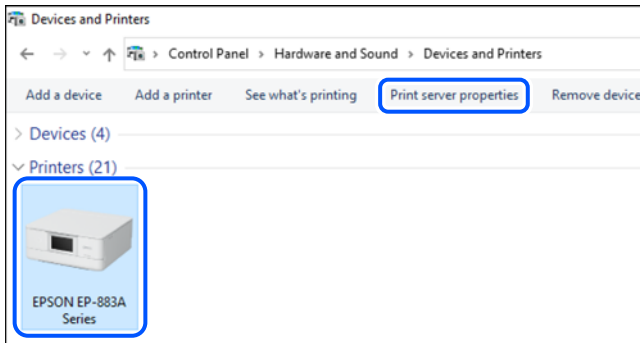 Devices and Printers
Control Panel > Hardware and Sound > Devices and Printers
Add a device Add a printer See what's printing Print server properties Remove device
Devices (4)
Printers (21)
EPSON EP-883A
Series